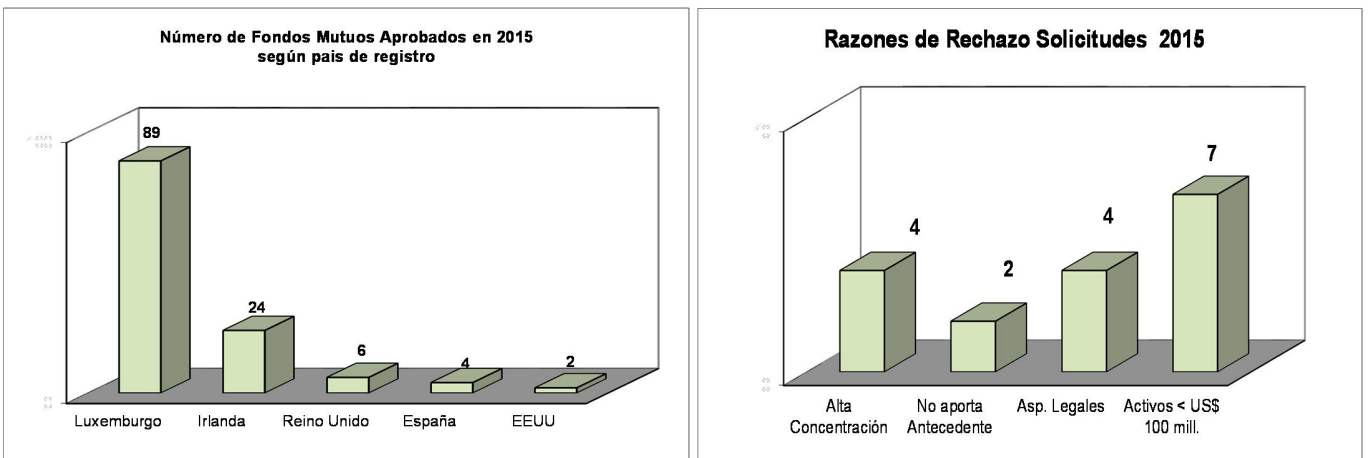 Número de Fondos Mutuos Aprobados en 2015
según pais de registro
89
24
6
4
2
Luxemburgo
Irlanda
Reino Unido
España
EEUU
Razones de Rechazo Solicitudes 2015
4
2
4
7
Alta
Concentración
No aporta
Antecedente
Asp. Legales
Activos < US$
100 mill.